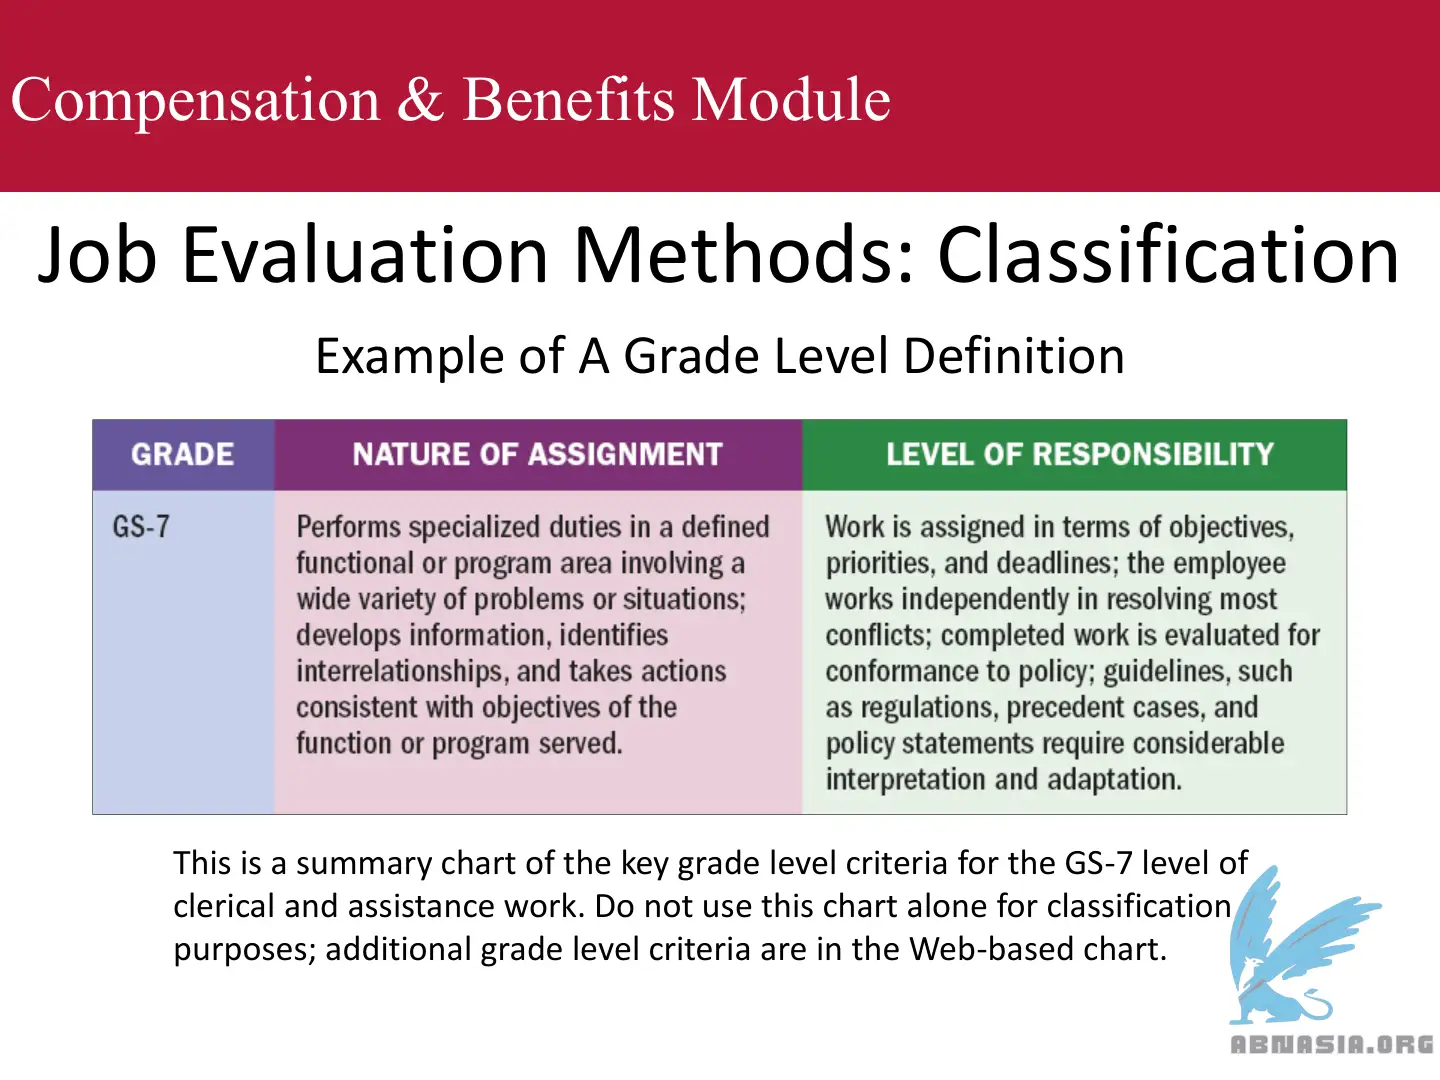 Compensation & Benefits Module
Job Evaluation Methods: Classification
Example of A Grade Level Definition
GRADE
NATURE OF ASSIGNMENT
LEVEL OF RESPONSIBILITY
GS-7
Performs specialized duties in a defined
functional or program area involving a
wide variety of problems or situations;
develops information, identifies
interrelationships, and takes actions
consistent with objectives of the
function or program served.
Work is assigned in terms of objectives,
priorities, and deadlines; the employee
works independently in resolving most
conflicts; completed work is evaluated for
conformance to policy; guidelines, such
as regulations, precedent cases, and
policy statements require considerable
interpretation and adaptation.
This is a summary chart of the key grade level criteria for the GS-7 level of
clerical and assistance work. Do not use this chart alone for classification
purposes; additional grade level criteria are in the Web-based chart.
ABNASIA.ORG